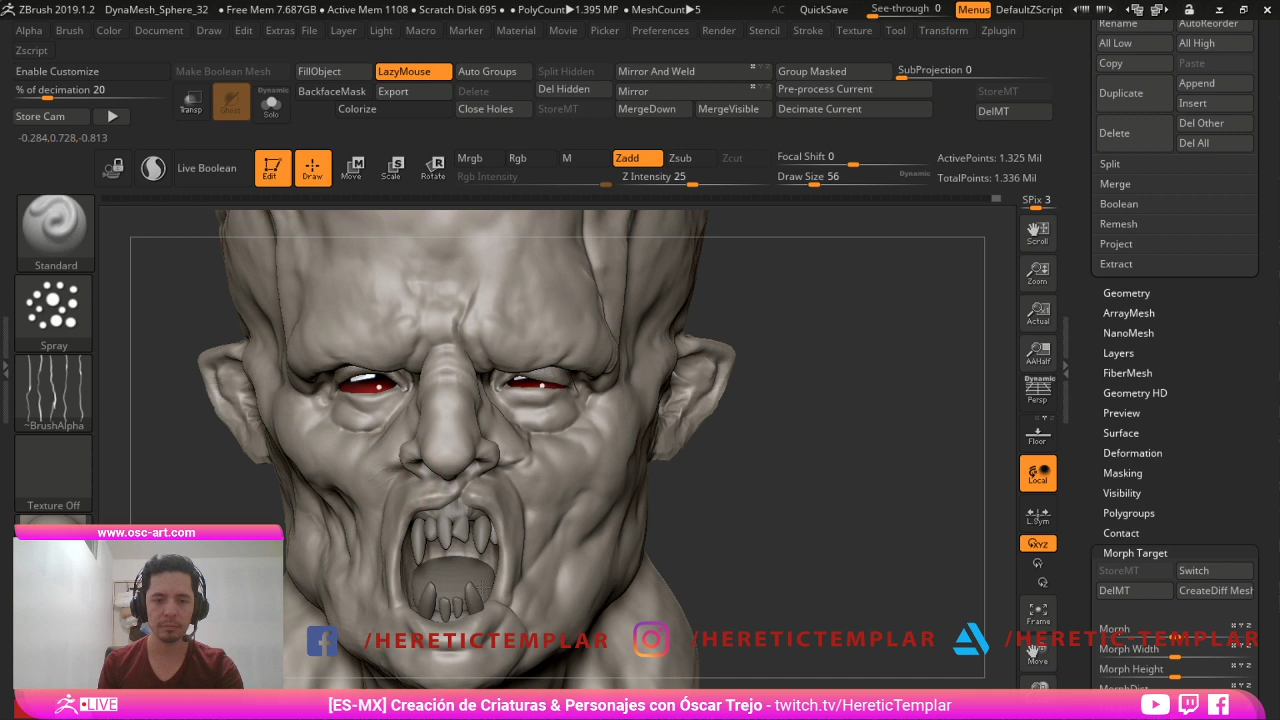 ZBrush 2019.1.2 DynaMesh_Sphere_32 • Free Mem 7.687GB • Active Mem 1108 • Scratch Disk 695 • PolyCount▶1.395 MP • MeshCount▶5 AC QuickSave See-through 0 Menus DefaultZScript
Alpha Brush Color Document Draw Edit Extras File Layer Light Macro Marker Material Movie Picker Preferences Render Stencil Stroke Texture Tool Transform Zplugin
Zscript
Enable Customize
% of decimation 20
Store Cam
-0.284,0.728,-0.813
Transp
Ghost
Make Boolean Mesh
Dynamic
Solo
FillObject
LazyMouse
Auto Groups
Split Hidden
BackfaceMask
Export
Delete
Del Hidden
Colorize
Close Holes
StoreMT
Mirror And Weld
Mirror
MergeDown
MergeVisible
Group Masked
Pre-process Current
Decimate Current
SubProjection 0
StoreMT
DelMT
Live Boolean
Edit
Draw
Move
Scale
Rotate
Mrgb
Rgb
M
Rgb Intensity
Zadd
Zsub
Zcut
Z Intensity 25
Focal Shift 0
Draw Size 56
Dynamic
ActivePoints: 1.325 Mil
TotalPoints: 1.336 Mil
Standard
Spray
~BrushAlpha
Texture Off
SPix 3
Scroll
Zoom
Actual
AAHalf
Dynamic
Persp
Floor
Local
L.Sym
XYZ
Frame
Move
Rename
AutoReorder
All Low
All High
Copy
Paste
Duplicate
Append
Insert
Delete
Del Other
Del All
Split
Merge
Boolean
Remesh
Project
Extract
Geometry
ArrayMesh
NanoMesh
Layers
FiberMesh
Geometry HD
Preview
Surface
Deformation
Masking
Visibility
Polygroups
Contact
Morph Target
StoreMT
Switch
DelMT
CreateDiff Mesh
Morph
Morph Width
Morph Height
MorphDist
www.osc-art.com
/HERETICTEMPLAR
/HERETICTEMPLAR
/HERETIC_TEMPLAR
LIVE
[ES-MX] Creación de Criaturas & Personajes con Óscar Trejo - twitch.tv/HereticTemplar